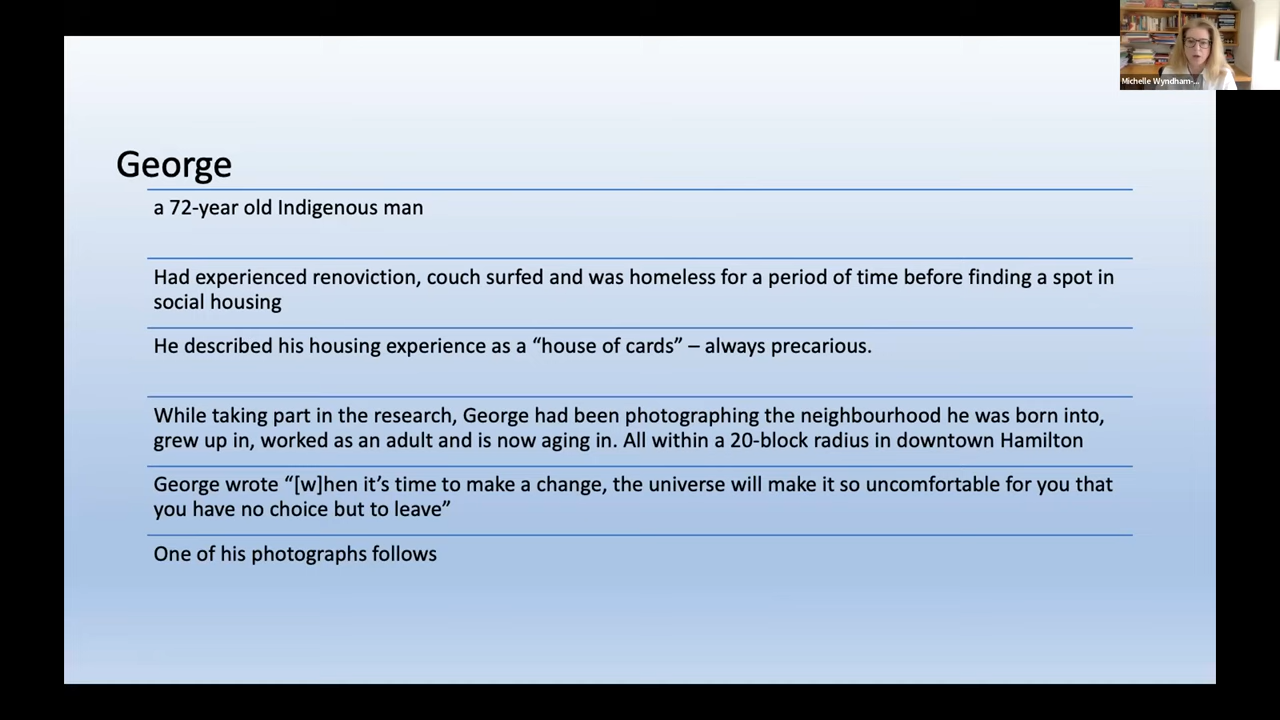 Michelle Wyndham-...
George
a 72-year old Indigenous man
Had experienced renoviction, couch surfed and was homeless for a period of time before finding a spot in
social housing
He described his housing experience as a “house of cards” – always precarious.
While taking part in the research, George had been photographing the neighbourhood he was born into,
grew up in, worked as an adult and is now aging in. All within a 20-block radius in downtown Hamilton
George wrote “[w]hen it’s time to make a change, the universe will make it so uncomfortable for you that
you have no choice but to leave”
One of his photographs follows